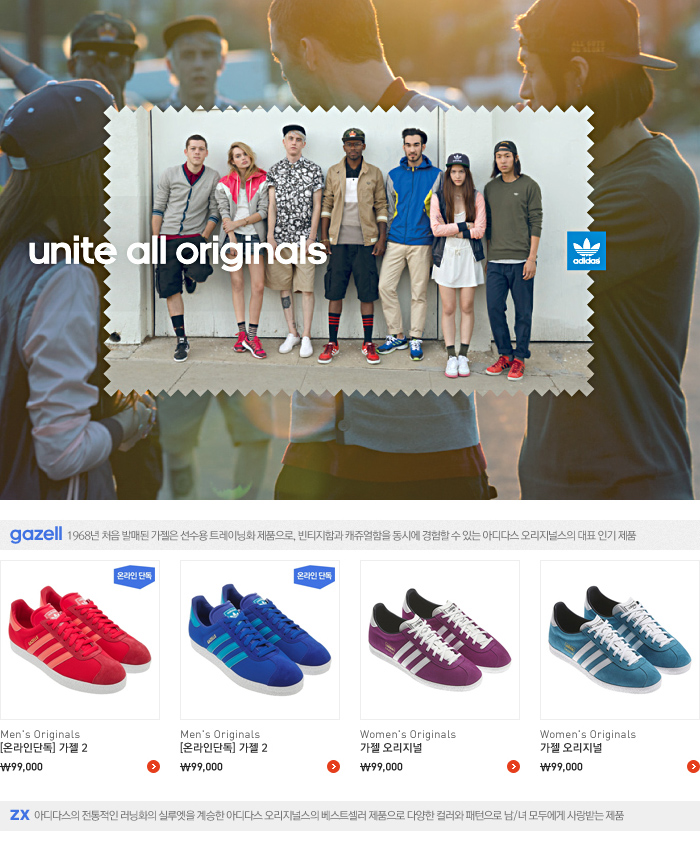 unite all originals
adidas
gazell 1968년 처음 발매된 가젤은 선수용 트레이닝화 제품으로, 빈티지함과 캐쥬얼함을 동시에 경험할 수 있는 아디다스 오리지널스의 대표 인기 제품
온라인 단독
온라인 단독
Men's Originals
[온라인단독] 가젤 2
₩99,000
Men's Originals
[온라인단독] 가젤 2
₩99,000
Women's Originals
가젤 오리지널
₩99,000
Women's Originals
가젤 오리지널
₩99,000
ZX 아디다스의 전통적인 러닝화의 실루엣을 계승한 아디다스 오리지널스의 베스트셀러 제품으로 다양한 컬러와 패턴으로 남/녀 모두에게 사랑받는 제품